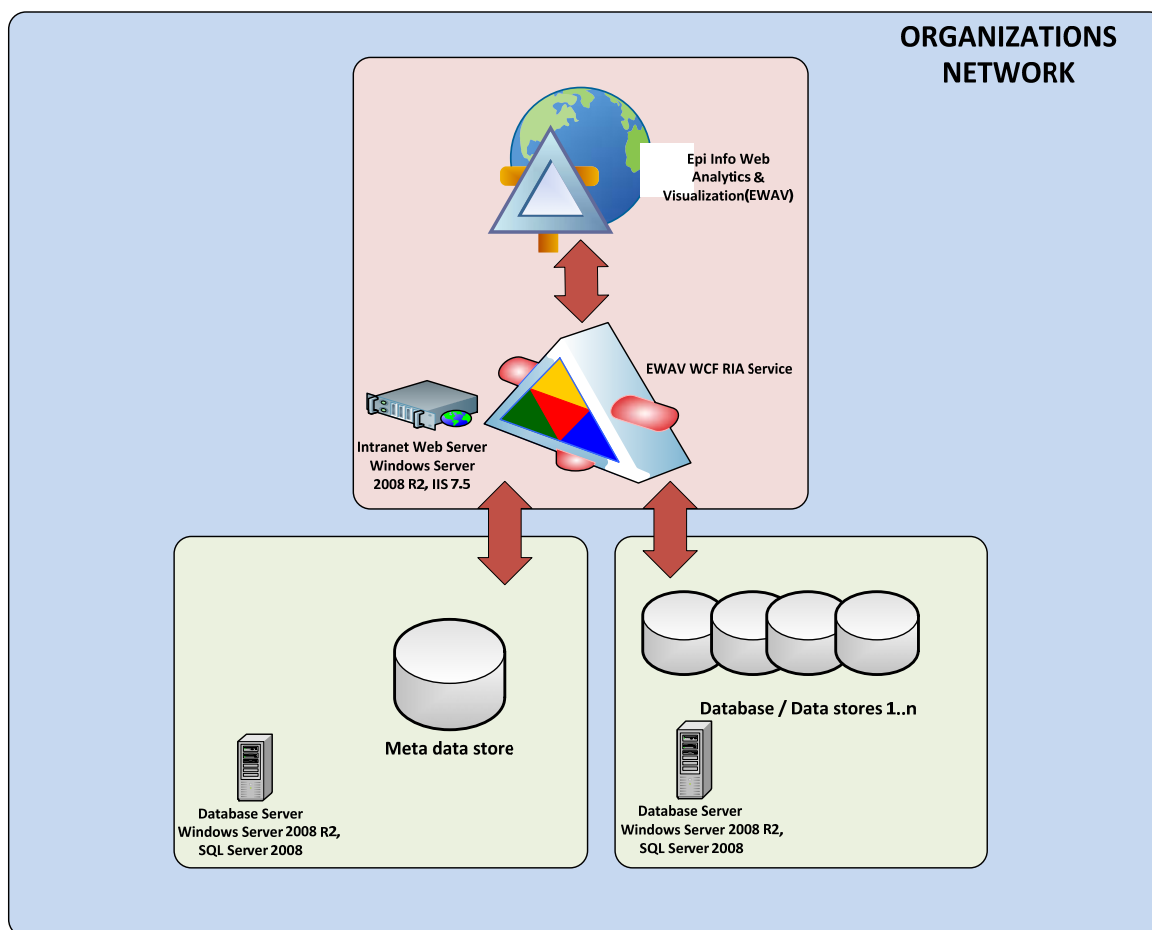 ORGANIZATIONS
NETWORK
Epi Info Web
Analytics &
Visualization(EWAV)
EWAV WCF RIA Service
Intranet Web Server
Windows Server
2008 R2, IIS 7.5
Meta data store
Database Server
Windows Server 2008 R2,
SQL Server 2008
Database / Data stores 1..n
Database Server
Windows Server 2008 R2,
SQL Server 2008